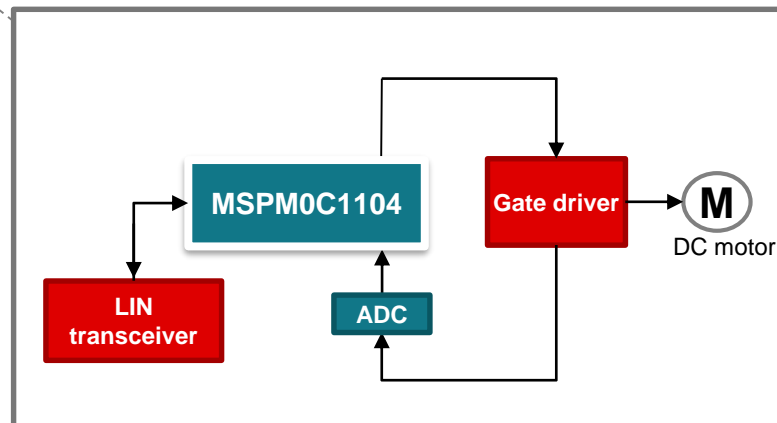 MSPM0C1104
Gate driver
M
DC motor
LIN
transceiver
ADC